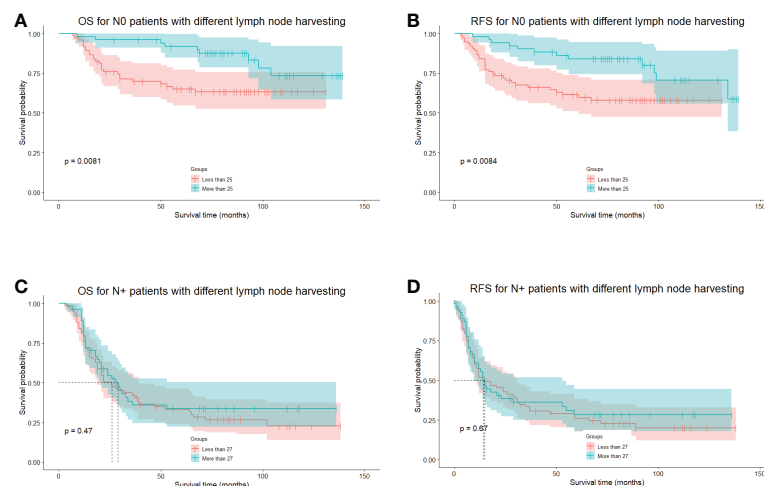 A
OS for N0 patients with different lymph node harvesting
1.00
0.75
0.50
0.25
0.00
Survival probability
p = 0.0081
Groups
Less than 25
More than 25
0
50
100
150
Survival time (months)
B
RFS for N0 patients with different lymph node harvesting
1.00
0.75
0.50
0.25
0.00
Survival probability
p = 0.0084
Groups
Less than 25
More than 25
0
50
100
150
Survival time (months)
C
OS for N+ patients with different lymph node harvesting
1.00
0.75
0.50
0.25
0.00
Survival probability
p = 0.47
Groups
Less than 27
More than 27
0
50
100
150
Survival time (months)
D
RFS for N+ patients with different lymph node harvesting
1.00
0.75
0.50
0.25
0.00
Survival probability
p = 0.67
Groups
Less than 27
More than 27
0
50
100
150
Survival time (months)